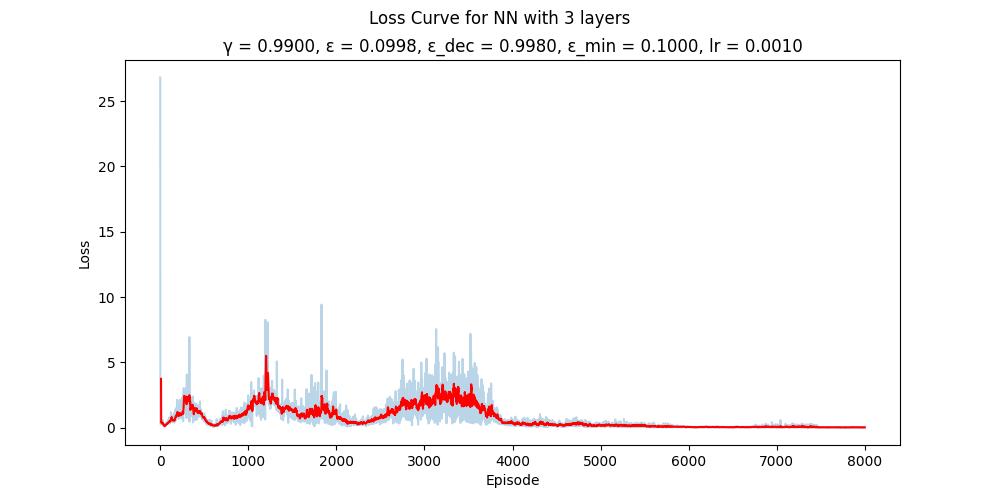 Loss Curve for NN with 3 layers
γ = 0.9900, ε = 0.0998, ε_dec = 0.9980, ε_min = 0.1000, lr = 0.0010
25
20
15
10
5
0
Loss
0 1000 2000 3000 4000 5000 6000 7000 8000
Episode